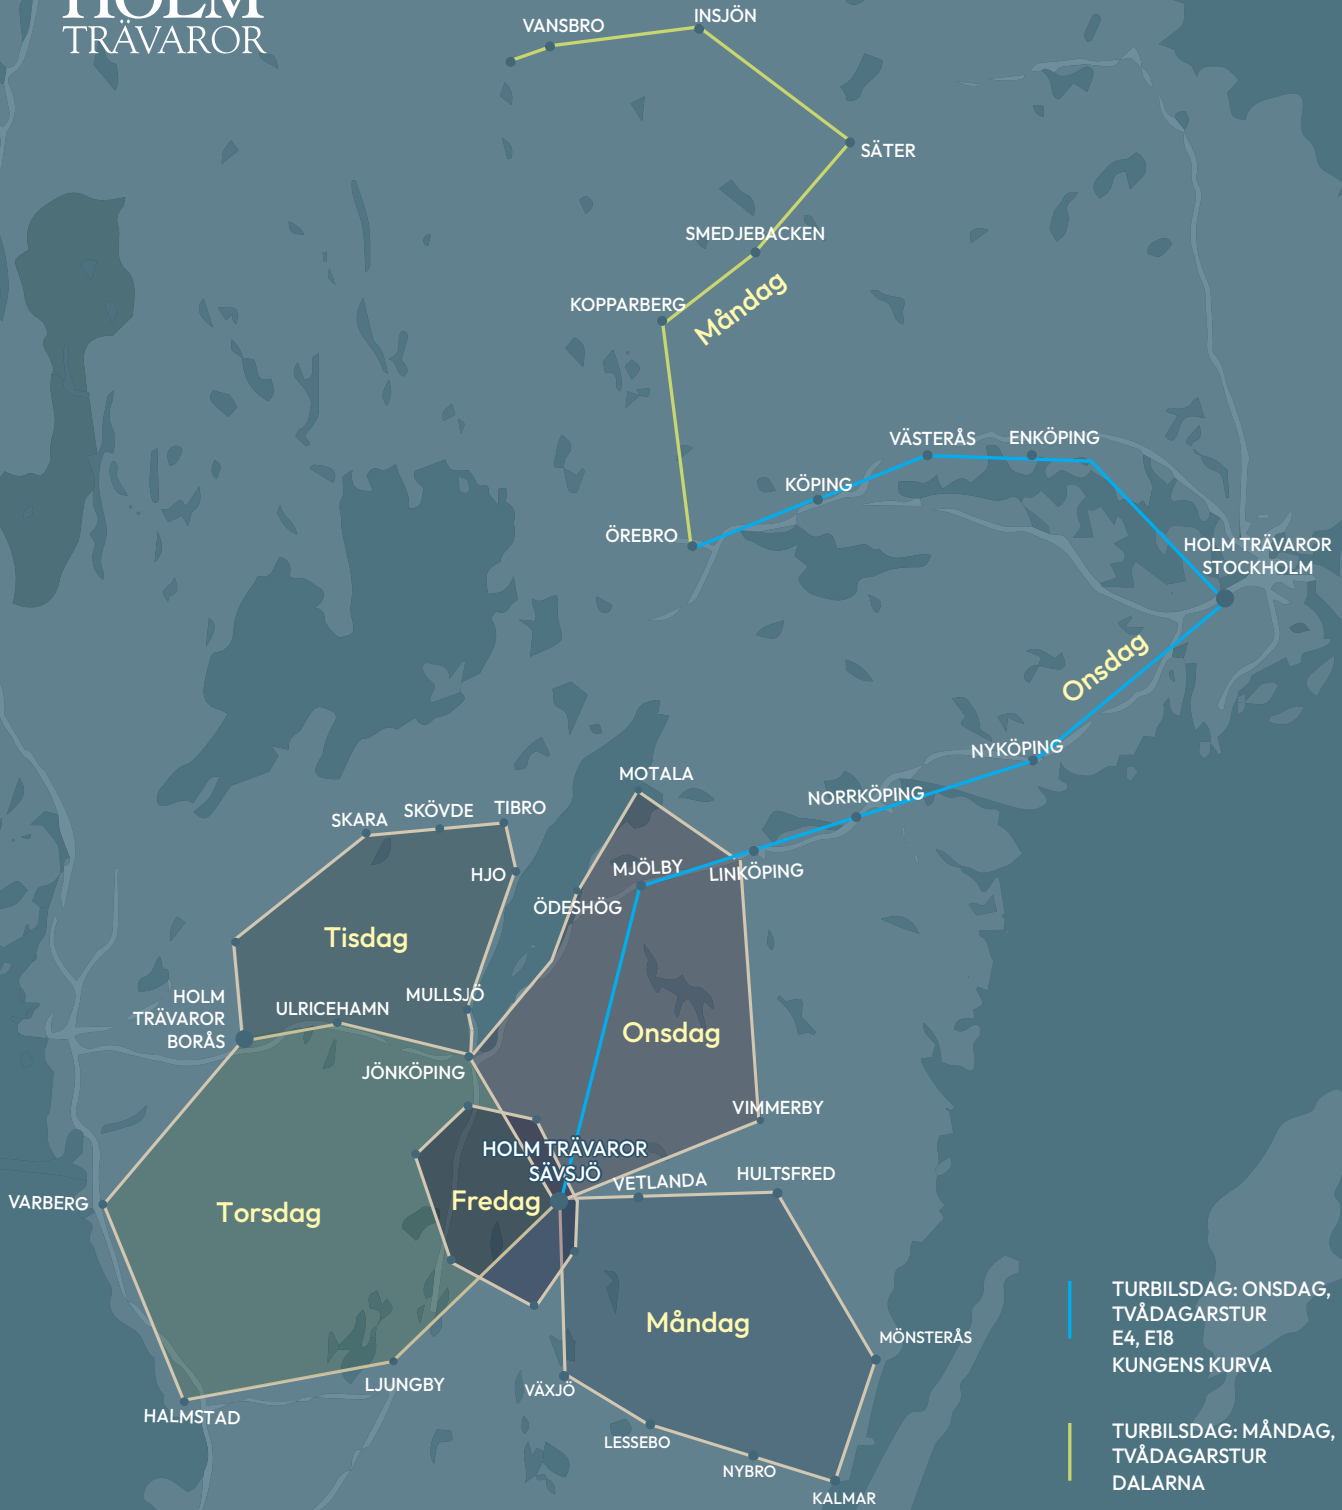 HOLM
TRÄVAROR
VANSBRO
INSJÖN
SÄTER
SMEDJEBACKEN
KOPPARBERG
Måndag
VÄSTERÅS
ENKÖPING
KÖPING
ÖREBRO
HOLM TRÄVAROR
STOCKHOLM
Onsdag
NYKÖPING
NORRKÖPING
MOTALA
SKARA
SKÖVDE
TIBRO
HJO
MJÖLBY
LINKÖPING
ÖDESHÖG
Tisdag
MULLSJÖ
HOLM
TRÄVAROR
BORÅS
ULRICEHAMN
Onsdag
JÖNKÖPING
VIMMERBY
HOLM TRÄVAROR
SÄVSJÖ
VETLANDA
HULTSFRED
VARBERG
Torsdag
Fredag
Måndag
MÖNSTERÅS
LJUNGBY
VÄXJÖ
HALMSTAD
LESSEBO
NYBRO
KALMAR
TURBILSDAG: ONSDAG,
TVÅDAGARSTUR
E4, E18
KUNGENS KURVA
TURBILSDAG: MÅNDAG,
TVÅDAGARSTUR
DALARNA